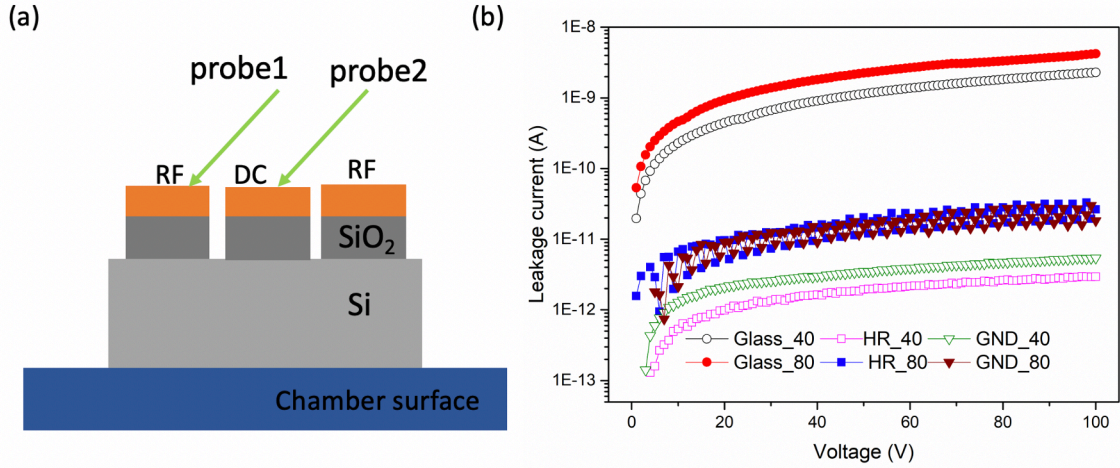 (a)
probe1
probe2
RF
DC
RF
SiO₂
Si
Chamber surface
(b)
Leakage current (A)
1E-8
1E-9
1E-10
1E-11
1E-12
1E-13
Glass_40
HR_40
GND_40
Glass_80
HR_80
GND_80
0
20
40
60
80
100
Voltage (V)